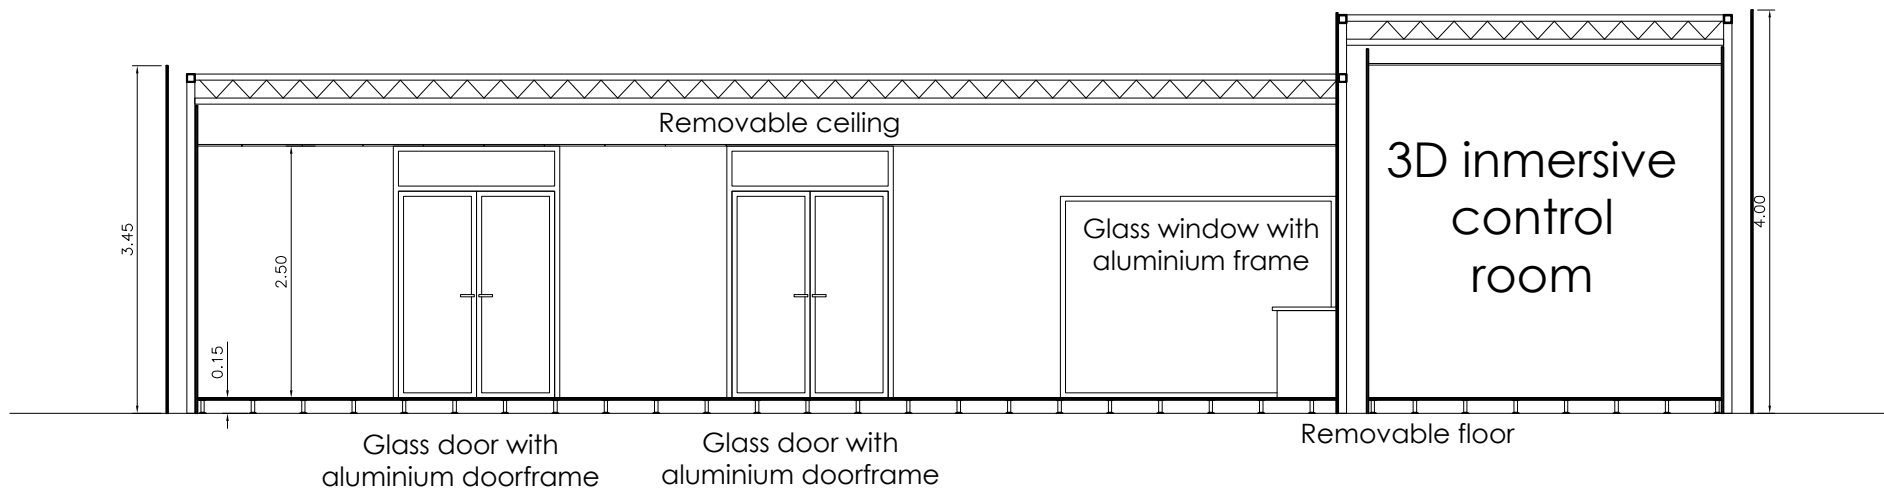 Removable ceiling
3D inmersive
control
room
4.00
3.45
2.50
0.15
Glass window with
aluminium frame
Removable floor
Glass door with
aluminium doorframe
Glass door with
aluminium doorframe